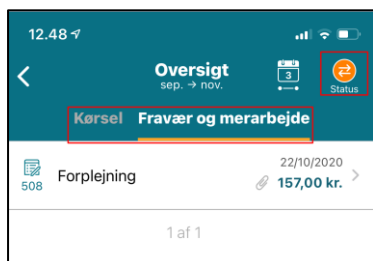 12.48
Oversigt
sep. → nov.
3
Status
Kørsel Fravær og merarbejde
22/10/2020
508 Forplejning 157,00 kr.
1 af 1